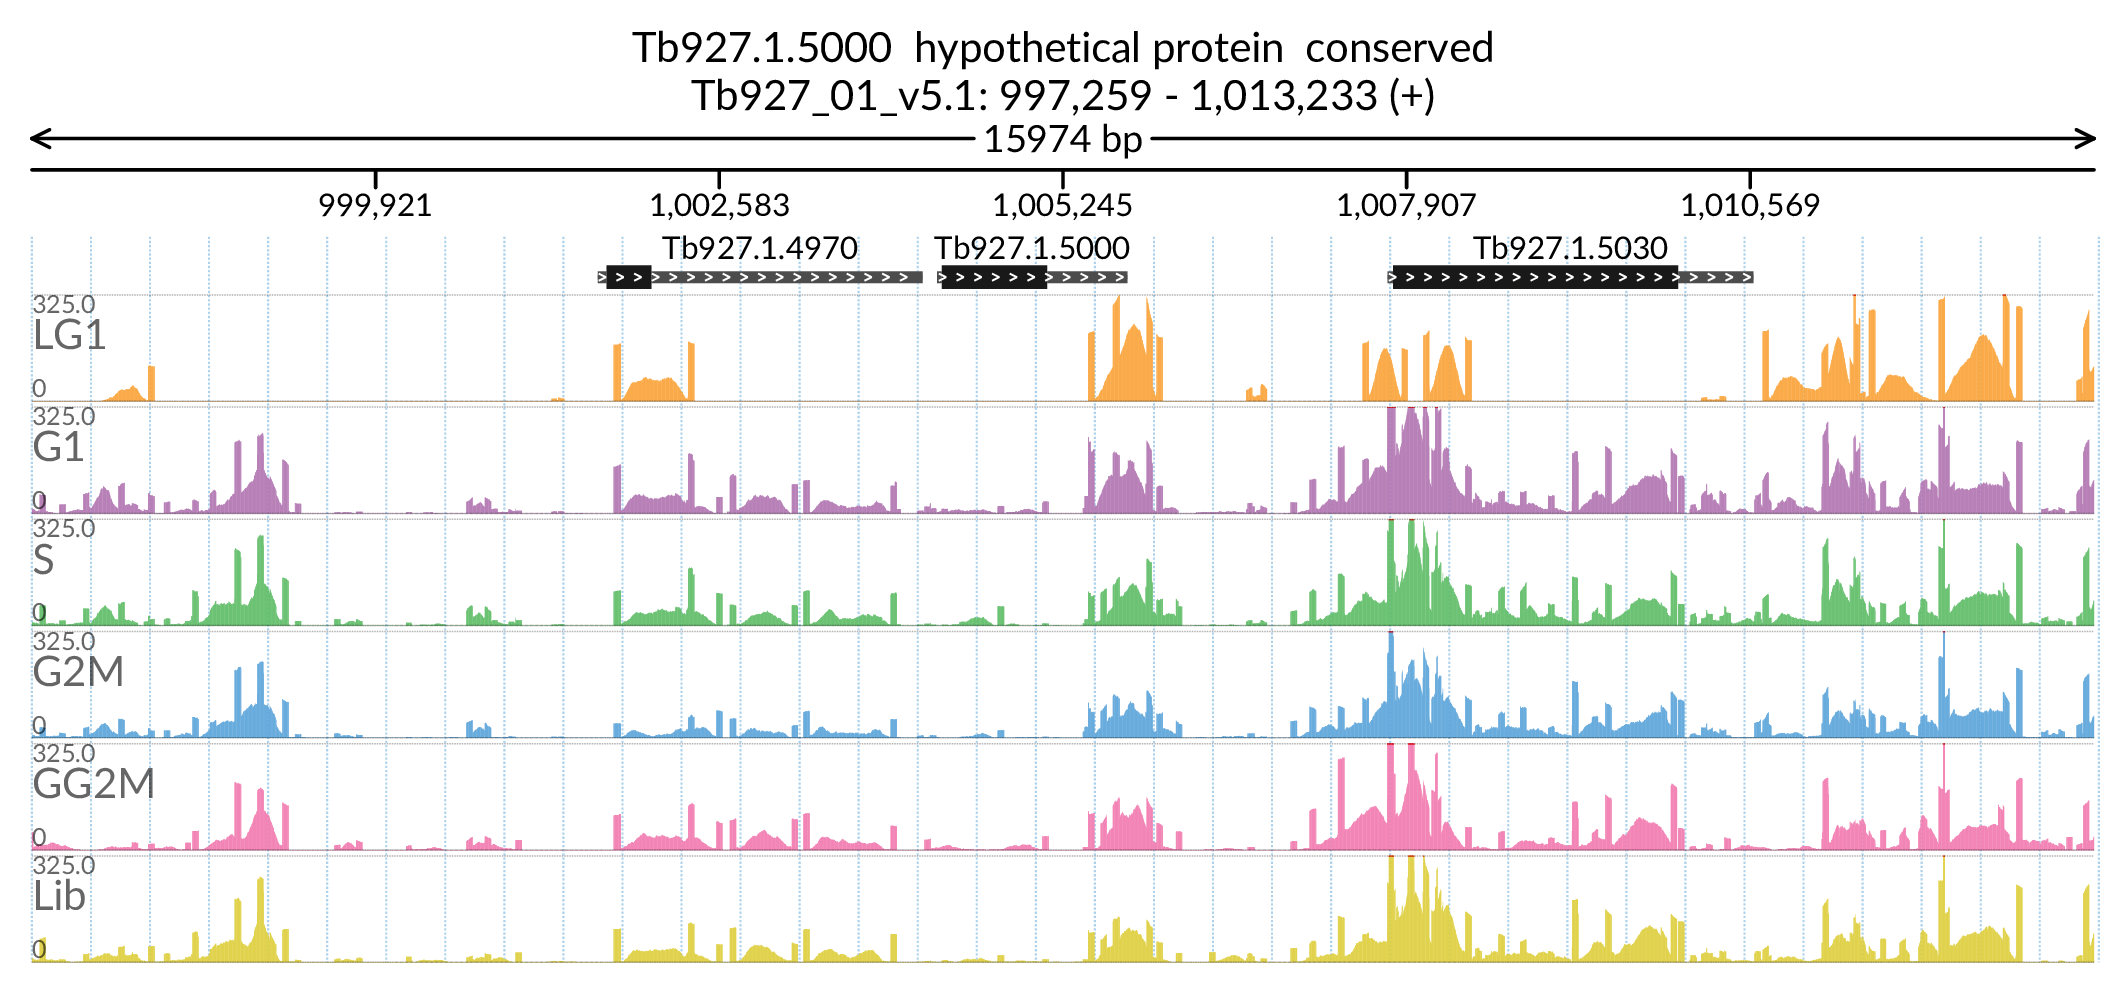 Tb927.1.5000  hypothetical protein  conserved
Tb927_01_v5.1: 997,259 - 1,013,233 (+)
15974 bp
999,921 1,002,583 1,005,245 1,007,907 1,010,569
Tb927.1.4970 Tb927.1.5000 Tb927.1.5030
325.0
LG1
0
325.0
G1
0
325.0
S
0
325.0
G2M
0
325.0
GG2M
0
325.0
Lib
0